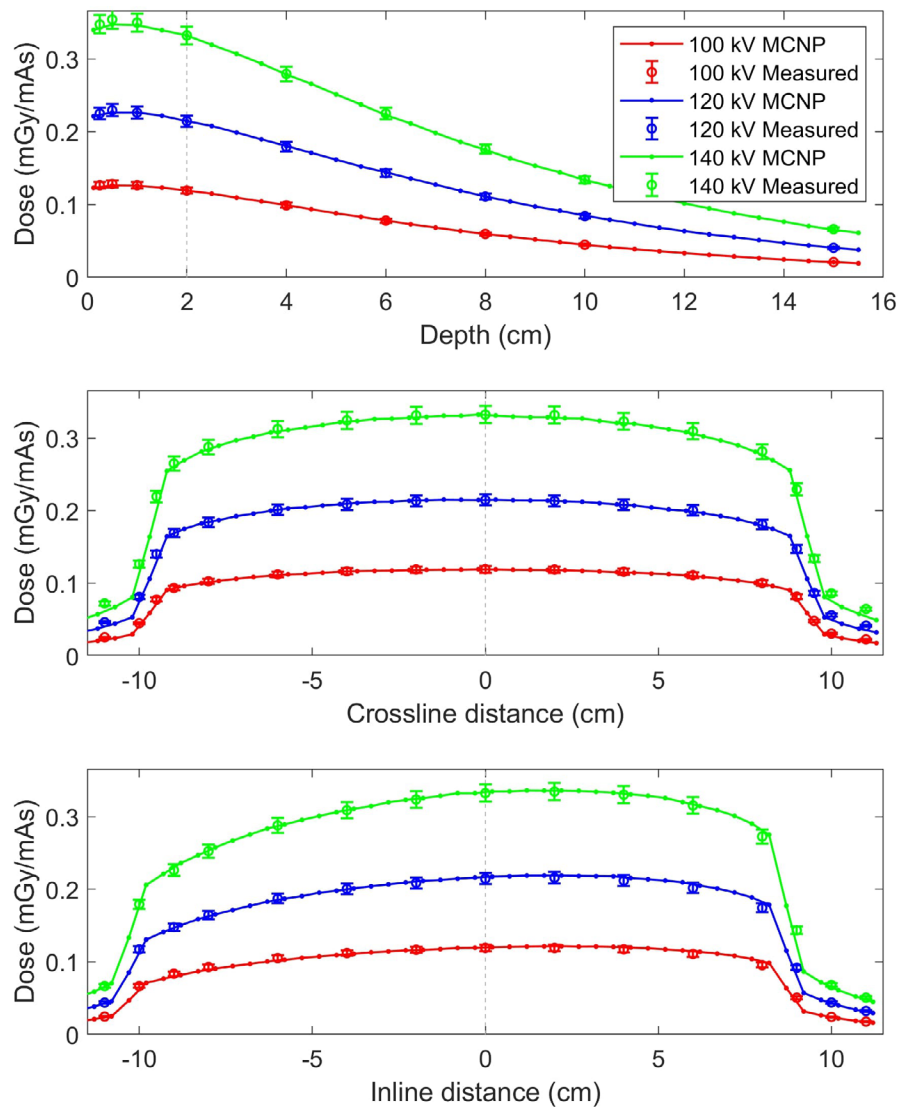 Dose (mGy/mAs)
0.3
0.2
0.1
0
100 kV MCNP
100 kV Measured
120 kV MCNP
120 kV Measured
140 kV MCNP
140 kV Measured
0 2 4 6 8 10 12 14 16
Depth (cm)
Dose (mGy/mAs)
0.3
0.2
0.1
0
-10 -5 0 5 10
Crossline distance (cm)
Dose (mGy/mAs)
0.3
0.2
0.1
0
-10 -5 0 5 10
Inline distance (cm)